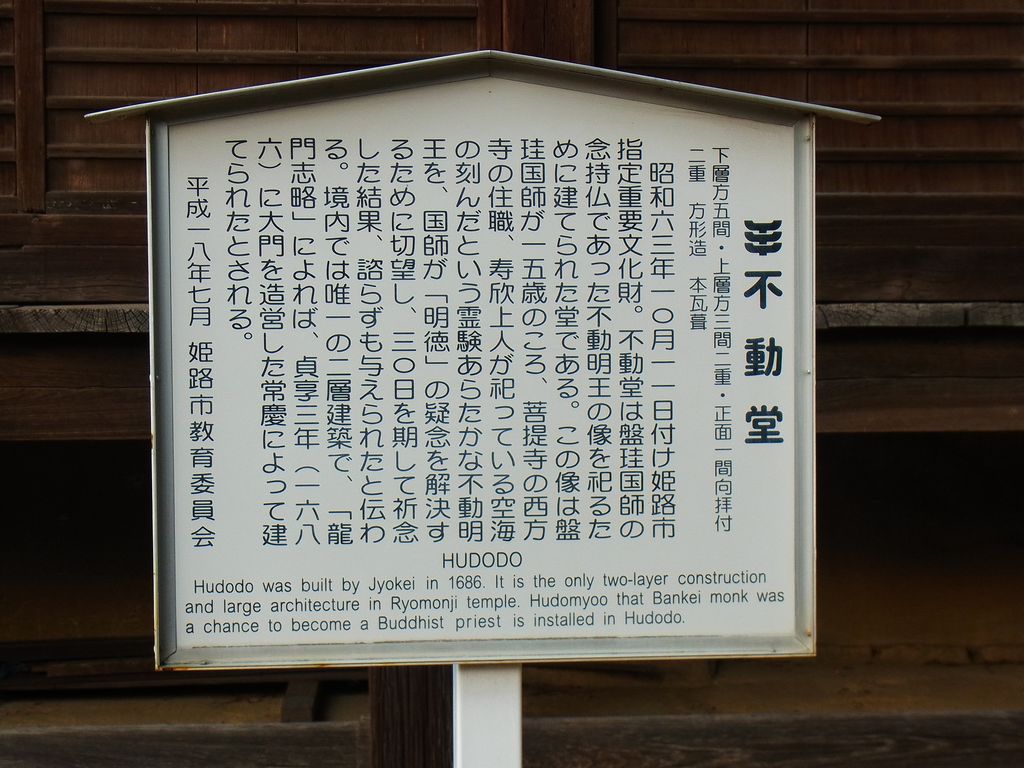 不動堂
下層方五間・上層方三間二重・正面一間向拝付
二重　方形造　本瓦葺
昭和六三年一〇月一一日付け姫路市
指定重要文化財。不動堂は盤珪国師の
念持仏であった不動明王の像を祀るた
めに建てられた堂である。この像は盤
珪国師が一五歳のころ、菩提寺の西方
寺の住職、寿欣上人が祀っている空海
の刻んだという霊験あらたかな不動明
王を、国師が「明徳」の疑念を解決す
るために切望し、三〇日を期して祈念
した結果、諮らずも与えられたと伝わ
る。境内では唯一の二層建築で、「龍
門志略」によれば、貞享三年（一六八
六）に大門を造営した常慶によって建
てられたとされる。
平成一八年七月　姫路市教育委員会
HUDODO
Hudodo was built by Jyokei in 1686. It is the only two-layer construction
and large architecture in Ryomonji temple. Hudomyoo that Bankei monk was
a chance to become a Buddhist priest is installed in Hudodo.